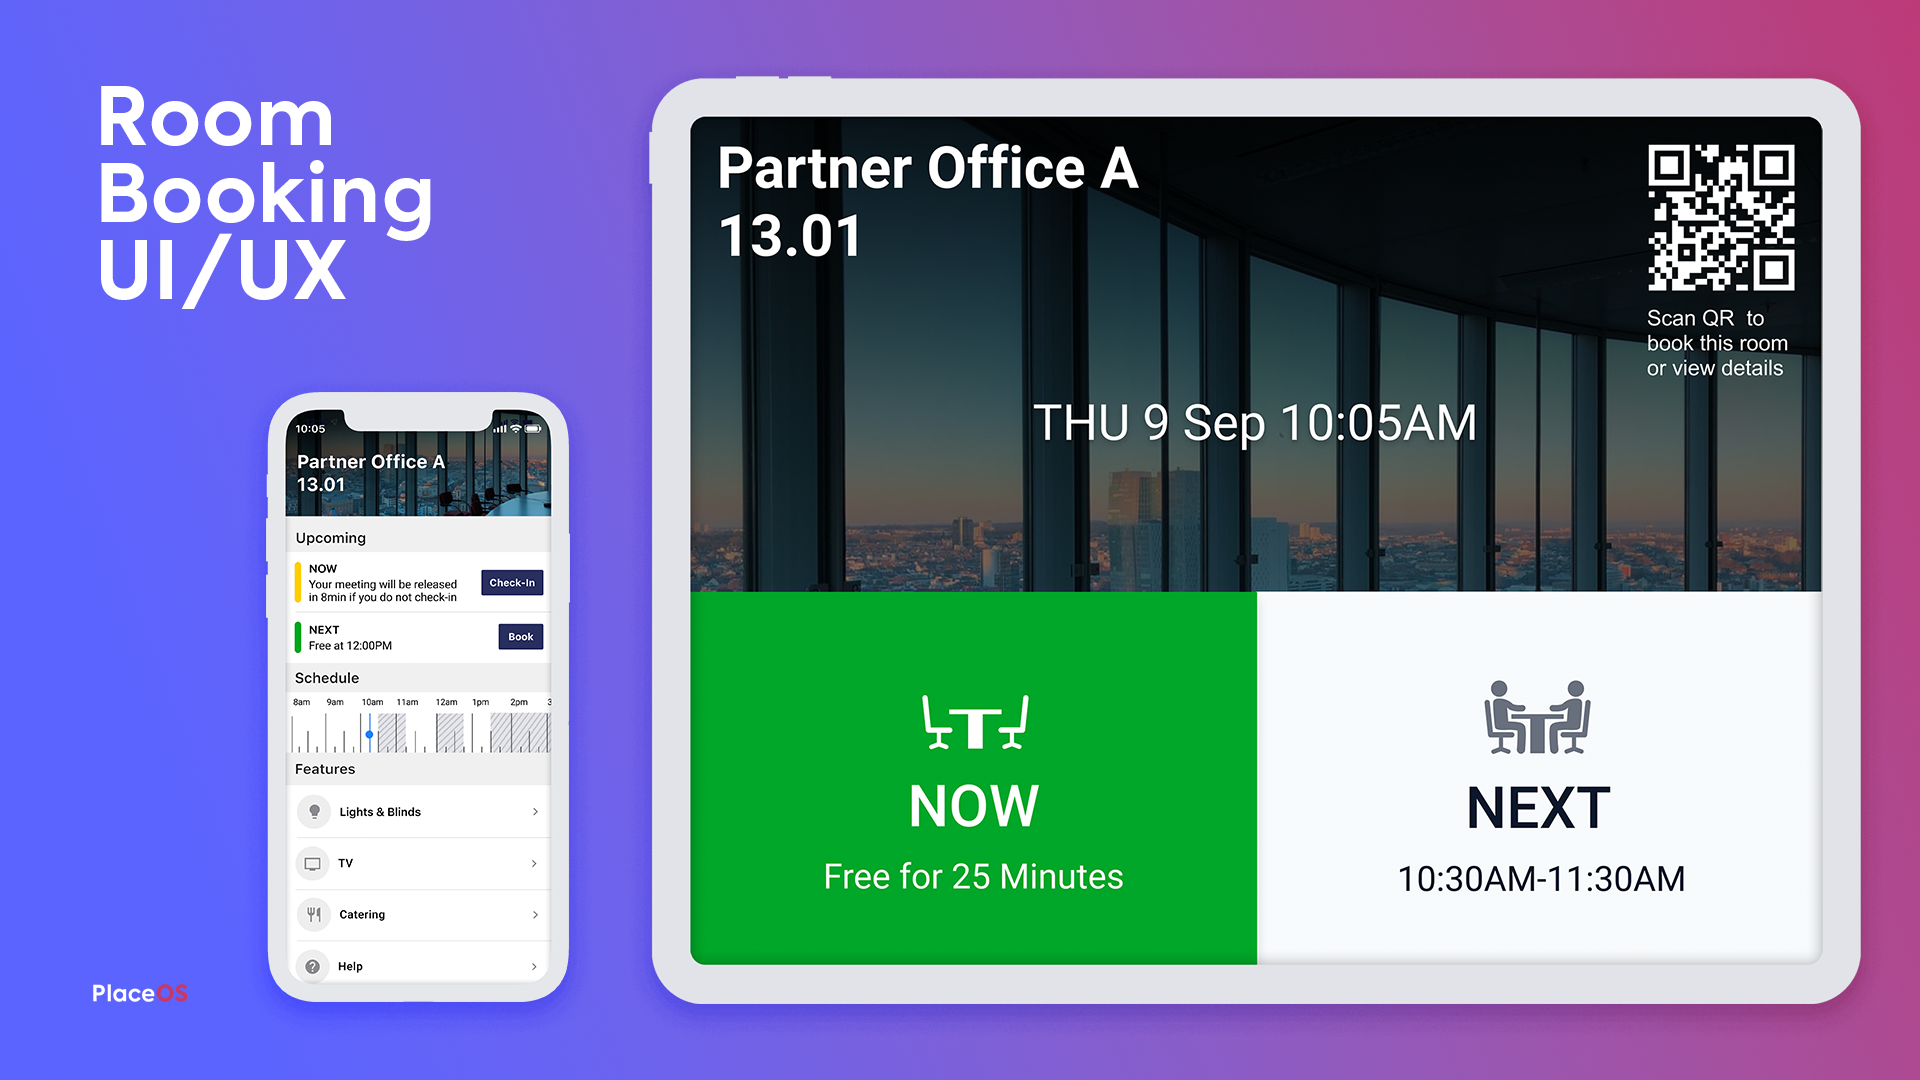 Room
Booking
UI/UX
Partner Office A
13.01
Scan QR  to
book this room
or view details
THU 9 Sep 10:05AM
NOW
Free for 25 Minutes
NEXT
10:30AM-11:30AM
10:05
Partner Office A
13.01
Upcoming
NOW
Your meeting will be released
in 8min if you do not check-in
Check-In
NEXT
Free at 12:00PM
Book
Schedule
8am 9am 10am 11am 12am 1pm 2pm 3
Features
Lights & Blinds
TV
Catering
? Help
PlaceOS